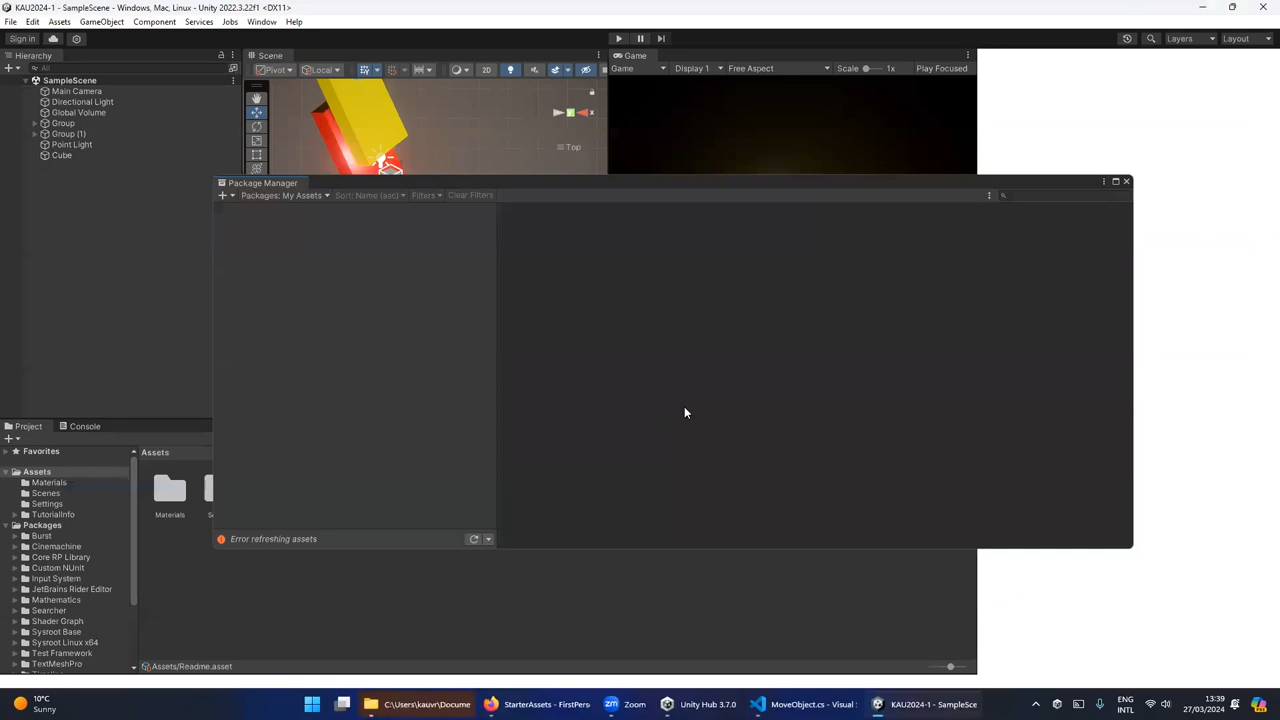 KAU2024-1 - SampleScene - Windows, Mac, Linux - Unity 2022.3.22f1 <DX11>
File Edit Assets GameObject Component Services Jobs Window Help
Sign in
Layers Layout
Hierarchy
All
SampleScene
Main Camera
Directional Light
Global Volume
Group
Group (1)
Point Light
Cube
Scene
Pivot Local 2D
x
Top
Game
Game Display 1 Free Aspect Scale 1x Play Focused
Package Manager
Packages: My Assets Sort: Name (asc) Filters Clear Filters
Error refreshing assets
Project Console
Favorites
Assets
Materials
Scenes
Settings
TutorialInfo
Packages
Burst
Cinemachine
Core RP Library
Custom NUnit
Input System
JetBrains Rider Editor
Mathematics
Searcher
Shader Graph
Sysroot Base
Sysroot Linux x64
Test Framework
TextMeshPro
Assets
Materials
Assets/Readme.asset
10°C
Sunny
C:\Users\kauvr\Docume
StarterAssets - FirstPers
Zoom
Unity Hub 3.7.0
MoveObject.cs - Visual S
KAU2024-1 - SampleSce
ENG
INTL
13:39
27/03/2024